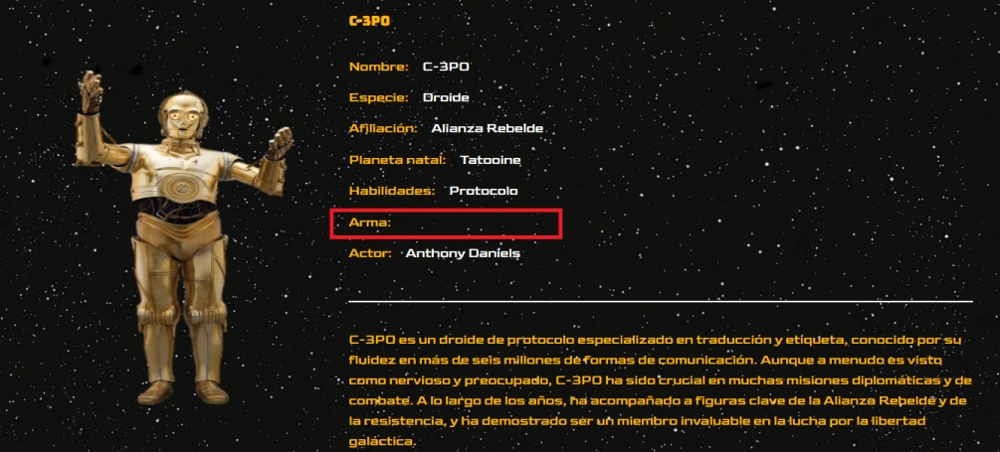 C-3PO
Nombre: C-3PO
Especie: Droide
Afiliación: Alianza Rebelde
Planeta natal: Tatooine
Habilidades: Protocolo
Arma:
Actor: Anthony Daniels
C-3PO es un droide de protocolo especializado en traducción y etiqueta, conocido por su
fluidez en más de seis millones de formas de comunicación. Aunque a menudo es visto
como nervioso y preocupado, C-3PO ha sido crucial en muchas misiones diplomáticas y de
combate. A lo largo de los años, ha acompañado a figuras clave de la Alianza Rebelde y de
la resistencia, y ha demostrado ser un miembro invaluable en la lucha por la libertad
galáctica.